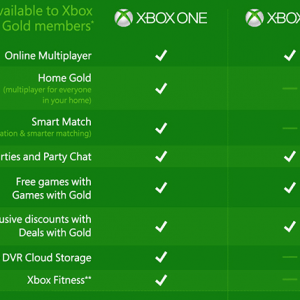 vailable to Xbox
Gold members*
XBOX ONE
XBO
Online Multiplayer
Home Gold
(multiplayer for everyone
in your home)
Smart Match
ation & smarter matching)
arties and Party Chat
Free games with
Games with Gold
usive discounts with
Deals with Gold
DVR Cloud Storage
Xbox Fitness**